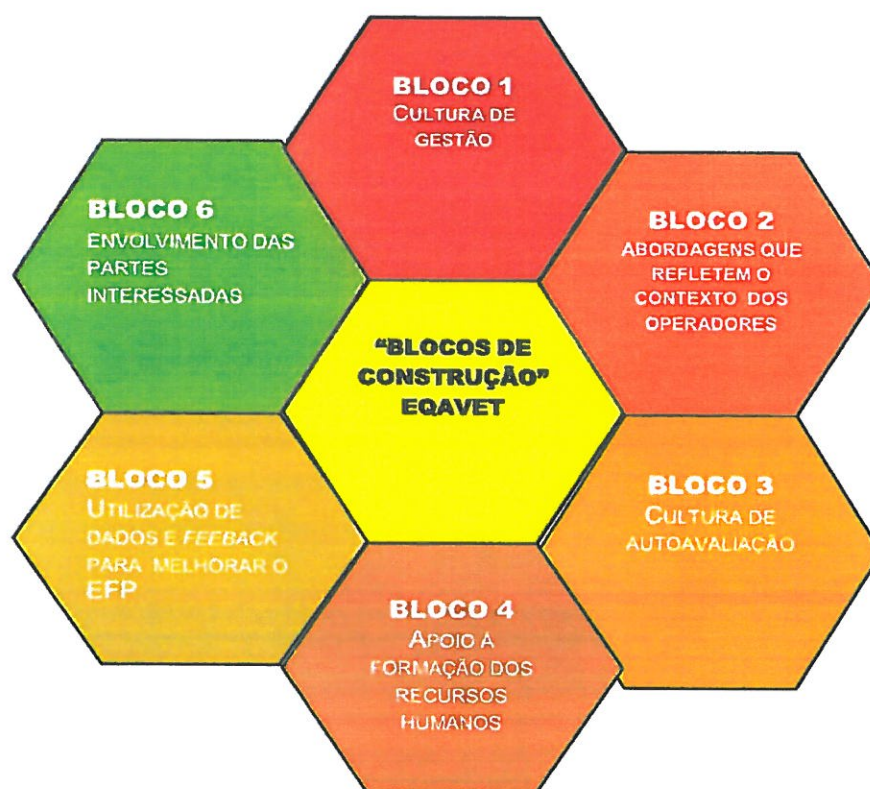 BLOCO 1
CULTURA DE
GESTÃO
BLOCO 2
ABORDAGENS QUE
REFLETEM O
CONTEXTO DOS
OPERADORES
BLOCO 3
CULTURA DE
AUTOAVALIAÇÃO
BLOCO 4
APOIO À
FORMAÇÃO DOS
RECURSOS
HUMANOS
BLOCO 5
UTILIZAÇÃO DE
DADOS E FEEBACK
PARA MELHORAR O
EFP
BLOCO 6
ENVOLVIMENTO DAS
PARTES
INTERESSADAS
“BLOCOS DE
CONSTRUÇÃO”
EQAVET